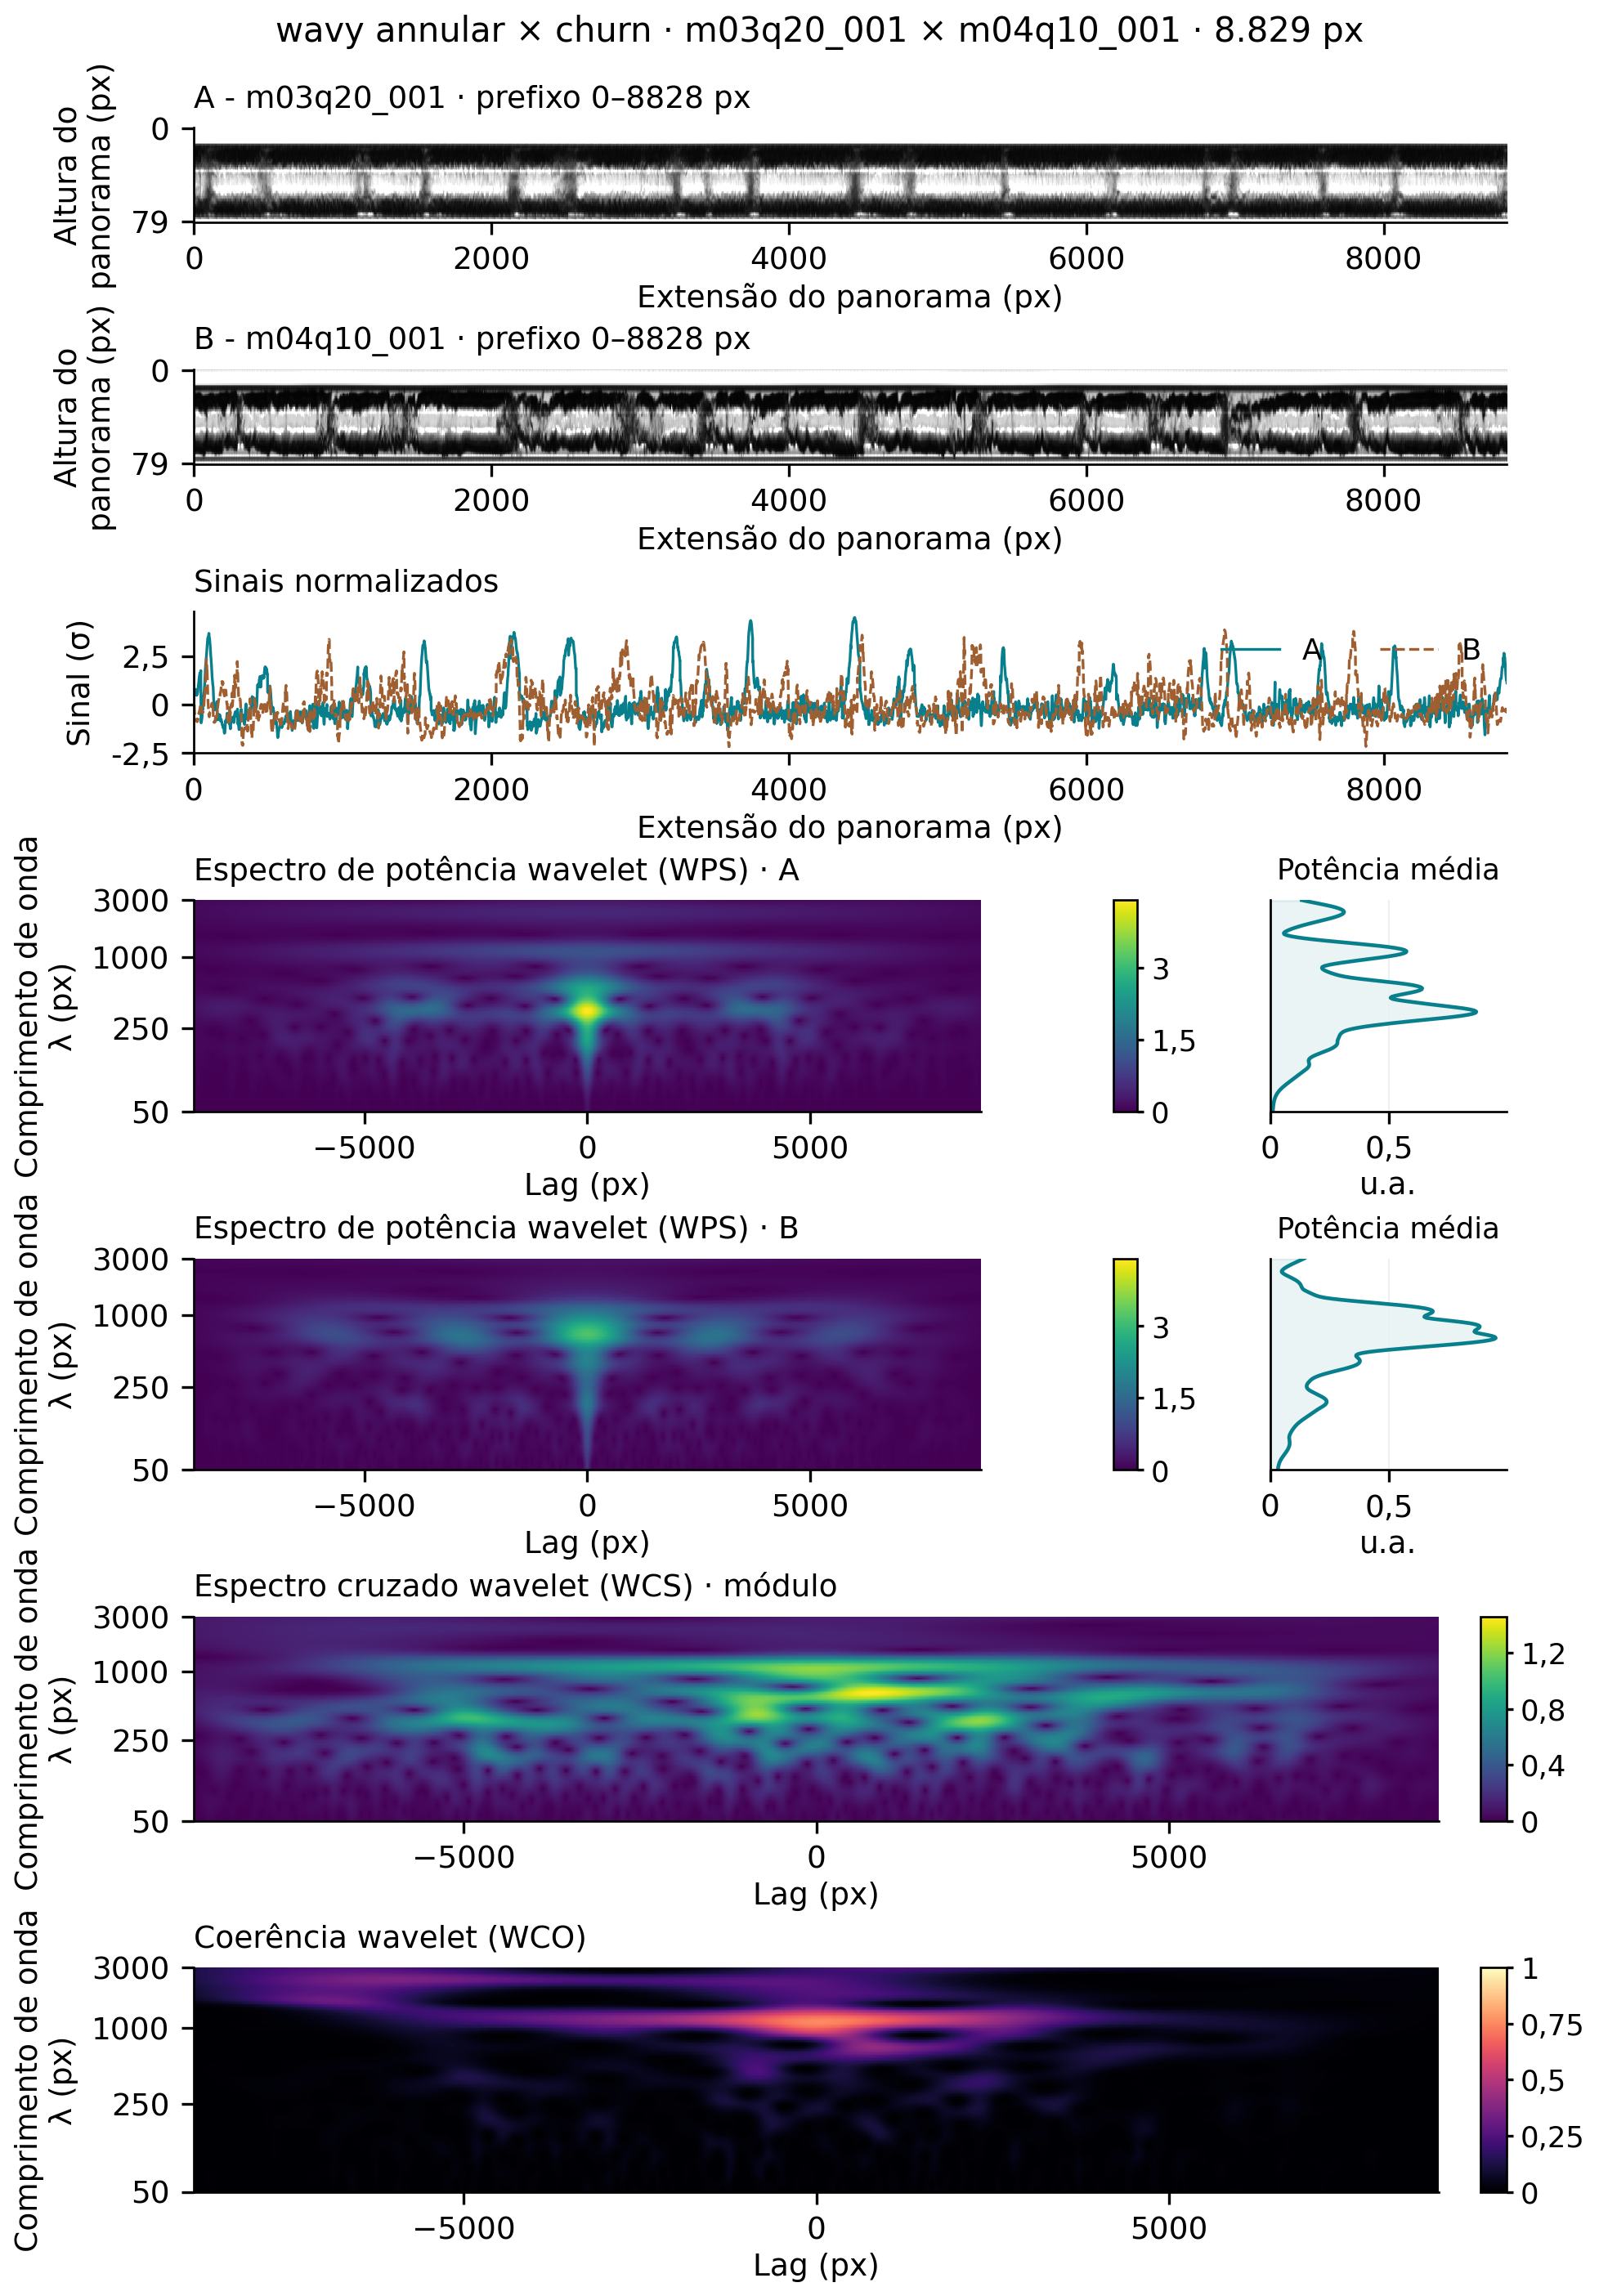 wavy annular × churn · m03q20_001 × m04q10_001 · 8.829 px
A - m03q20_001 · prefixo 0–8828 px
Altura do
panorama (px)
0
79
0 2000 4000 6000 8000
Extensão do panorama (px)
B - m04q10_001 · prefixo 0–8828 px
Altura do
panorama (px)
0
79
0 2000 4000 6000 8000
Extensão do panorama (px)
Sinais normalizados
Sinal (σ)
2,5
0
-2,5
A B
0 2000 4000 6000 8000
Extensão do panorama (px)
Espectro de potência wavelet (WPS) · A
Comprimento de onda
λ (px)
3000
1000
250
50
−5000 0 5000
Lag (px)
3
1,5
0
Potência média
0 0,5
u.a.
Espectro de potência wavelet (WPS) · B
Comprimento de onda
λ (px)
3000
1000
250
50
−5000 0 5000
Lag (px)
3
1,5
0
Potência média
0 0,5
u.a.
Espectro cruzado wavelet (WCS) · módulo
Comprimento de onda
λ (px)
3000
1000
250
50
−5000 0 5000
Lag (px)
1,2
0,8
0,4
0
Coerência wavelet (WCO)
Comprimento de onda
λ (px)
3000
1000
250
50
−5000 0 5000
Lag (px)
1
0,75
0,5
0,25
0